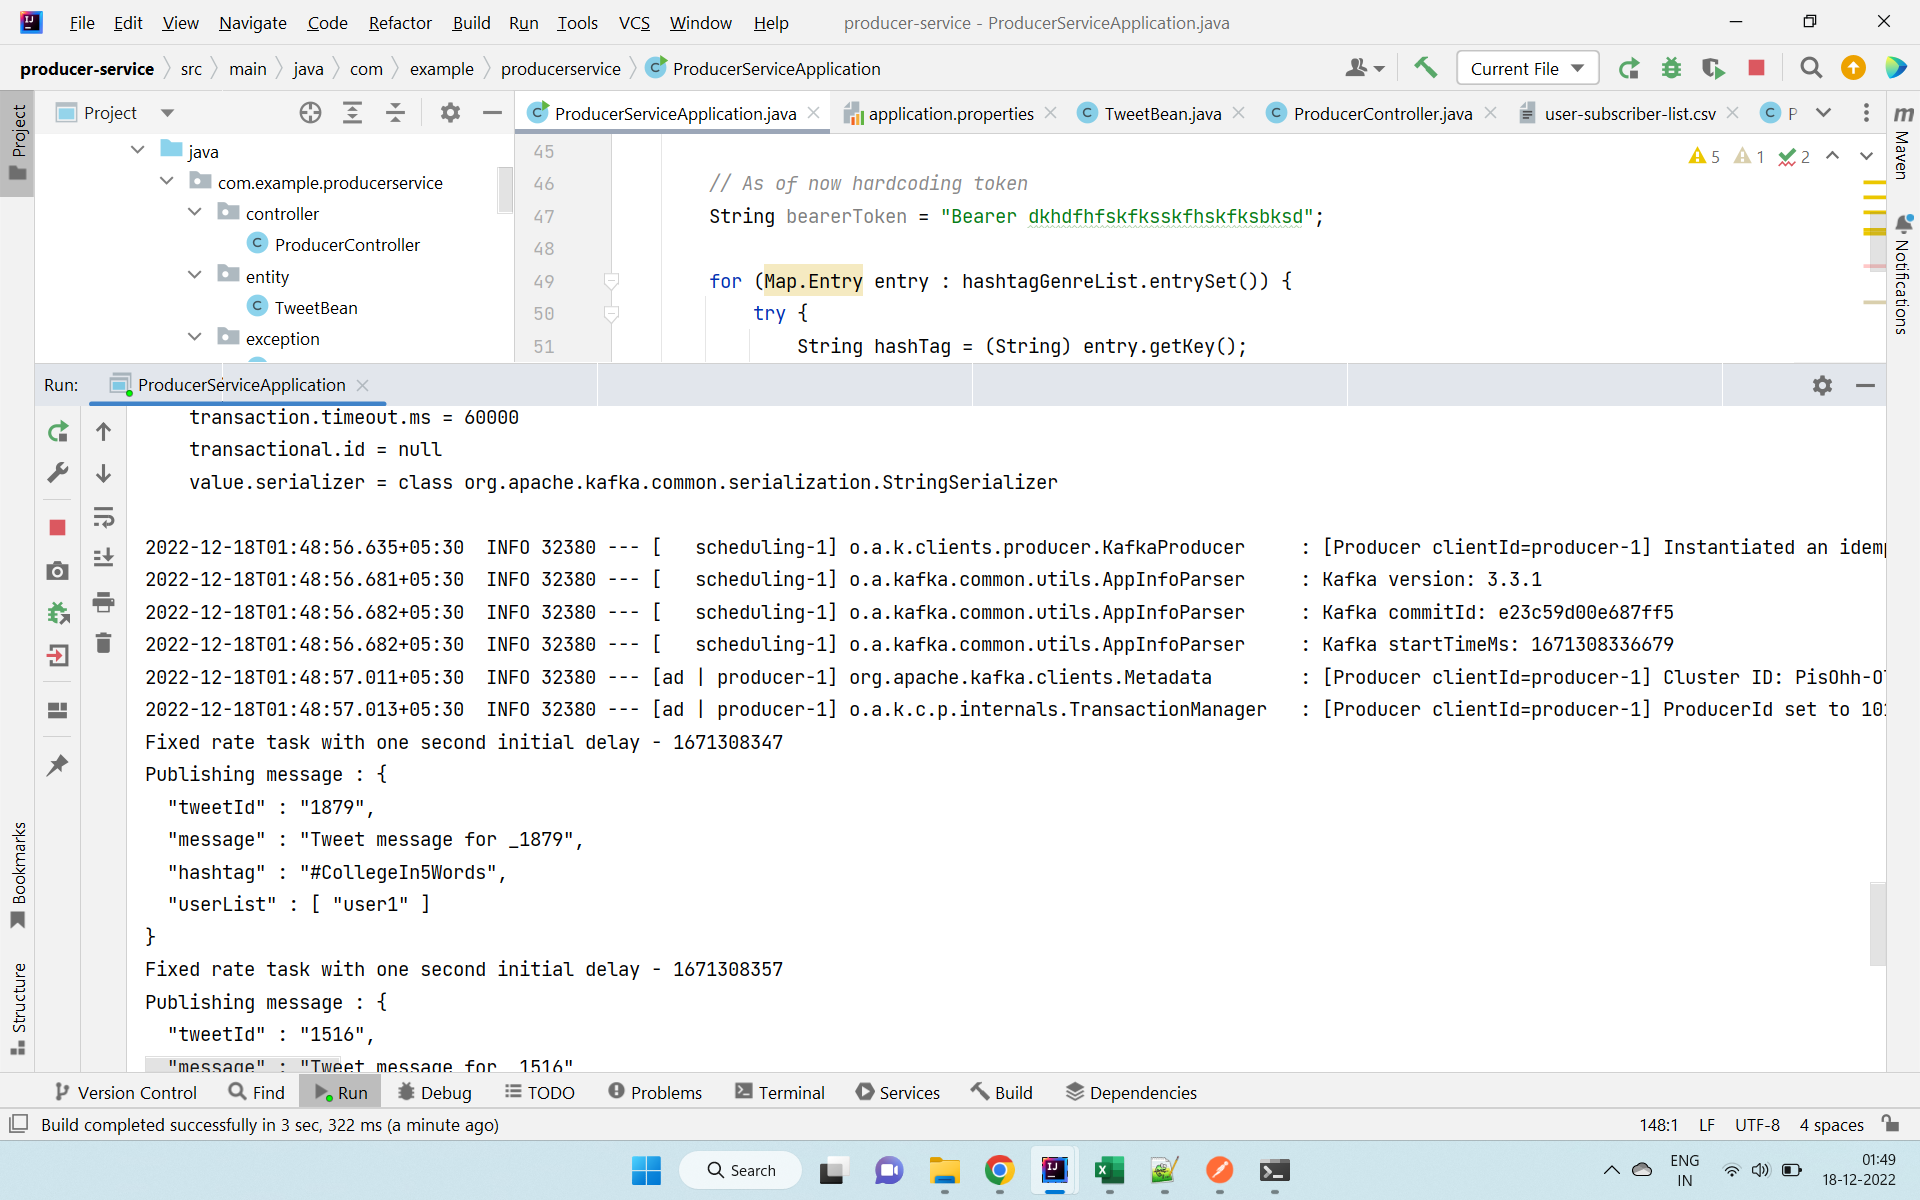 File Edit View Navigate Code Refactor Build Run Tools VCS Window Help producer-service - ProducerServiceApplication.java
producer-service src main java com example producerservice ProducerServiceApplication Current File
Project ProducerServiceApplication.java application.properties TweetBean.java ProducerController.java user-subscriber-list.csv P
Project
Bookmarks
Structure
Maven
Notifications
java
com.example.producerservice
controller
ProducerController
entity
TweetBean
exception
5 1 2
45
46 // As of now hardcoding token
47 String bearerToken = "Bearer dkhdfhfskfksskfhskfksbksd";
48
49 for (Map.Entry entry : hashtagGenreList.entrySet()) {
50 try {
51 String hashTag = (String) entry.getKey();
Run: ProducerServiceApplication
transaction.timeout.ms = 60000
transactional.id = null
value.serializer = class org.apache.kafka.common.serialization.StringSerializer
2022-12-18T01:48:56.635+05:30 INFO 32380 --- [ scheduling-1] o.a.k.clients.producer.KafkaProducer : [Producer clientId=producer-1] Instantiated an
2022-12-18T01:48:56.681+05:30 INFO 32380 --- [ scheduling-1] o.a.kafka.common.utils.AppInfoParser : Kafka version: 3.3.1
2022-12-18T01:48:56.682+05:30 INFO 32380 --- [ scheduling-1] o.a.kafka.common.utils.AppInfoParser : Kafka commitId: e23c59d00e687ff5
2022-12-18T01:48:56.682+05:30 INFO 32380 --- [ scheduling-1] o.a.kafka.common.utils.AppInfoParser : Kafka startTimeMs: 1671308336679
2022-12-18T01:48:57.011+05:30 INFO 32380 --- [ad | producer-1] org.apache.kafka.clients.Metadata : [Producer clientId=producer-1] Cluster ID:
2022-12-18T01:48:57.013+05:30 INFO 32380 --- [ad | producer-1] o.a.k.c.p.internals.TransactionManager : [Producer clientId=producer-1] ProducerId set to
Fixed rate task with one second initial delay - 1671308347
Publishing message : {
"tweetId" : "1879",
"message" : "Tweet message for _1879",
"hashtag" : "#CollegeIn5Words",
"userList" : [ "user1" ]
}
Fixed rate task with one second initial delay - 1671308357
Publishing message : {
"tweetId" : "1516",
"message" : "Tweet message for _1516"
Version Control Find Run Debug TODO Problems Terminal Services Build Dependencies
Build completed successfully in 3 sec, 322 ms (a minute ago) 148:1 LF UTF-8 4 spaces
Search
ENG
IN
01:49
18-12-2022